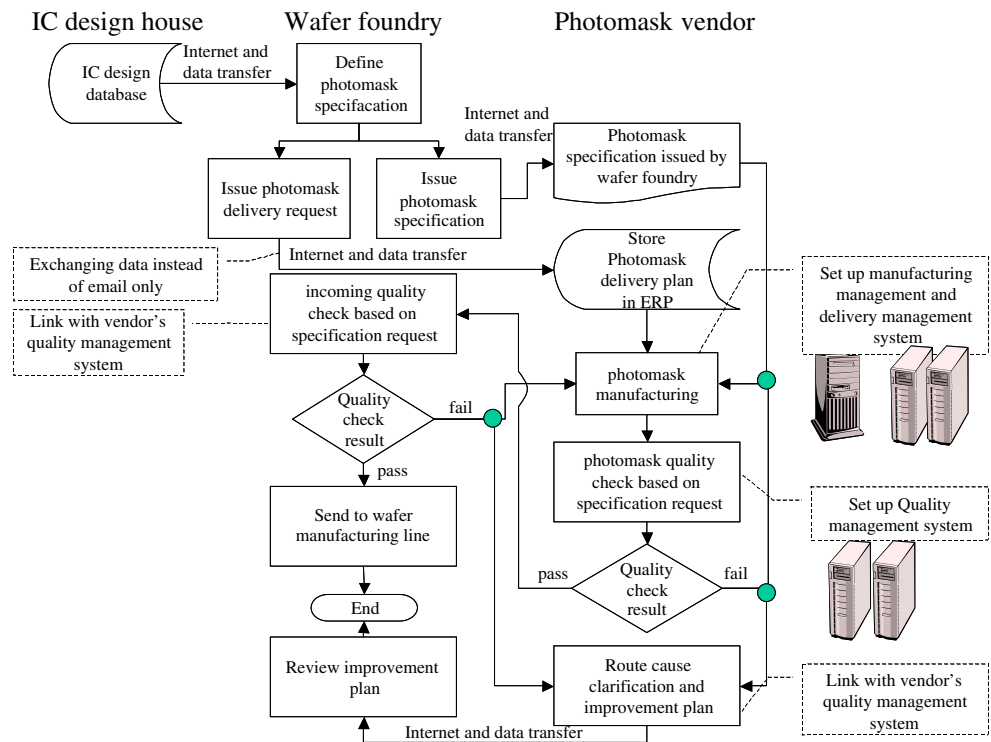 IC design house
Wafer foundry
Photomask vendor
IC design
database
Internet and
data transfer
Define
photomask
specifacation
Internet and
data transfer
Issue photomask
delivery request
Issue
photomask
specification
Photomask
specification issued by
wafer foundry
Exchanging data instead
of email only
Internet and data transfer
Store
Photomask
delivery plan
in ERP
Set up manufacturing
management and
delivery management
system
Link with vendor's
quality management
system
incoming quality
check based on
specification request
photomask
manufacturing
Quality
check
result
fail
pass
photomask quality
check based on
specification request
Set up Quality
management system
Send to wafer
manufacturing line
pass
Quality
check
result
fail
End
Review improvement
plan
Route cause
clarification and
improvement plan
Link with vendor's
quality management
system
Internet and data transfer